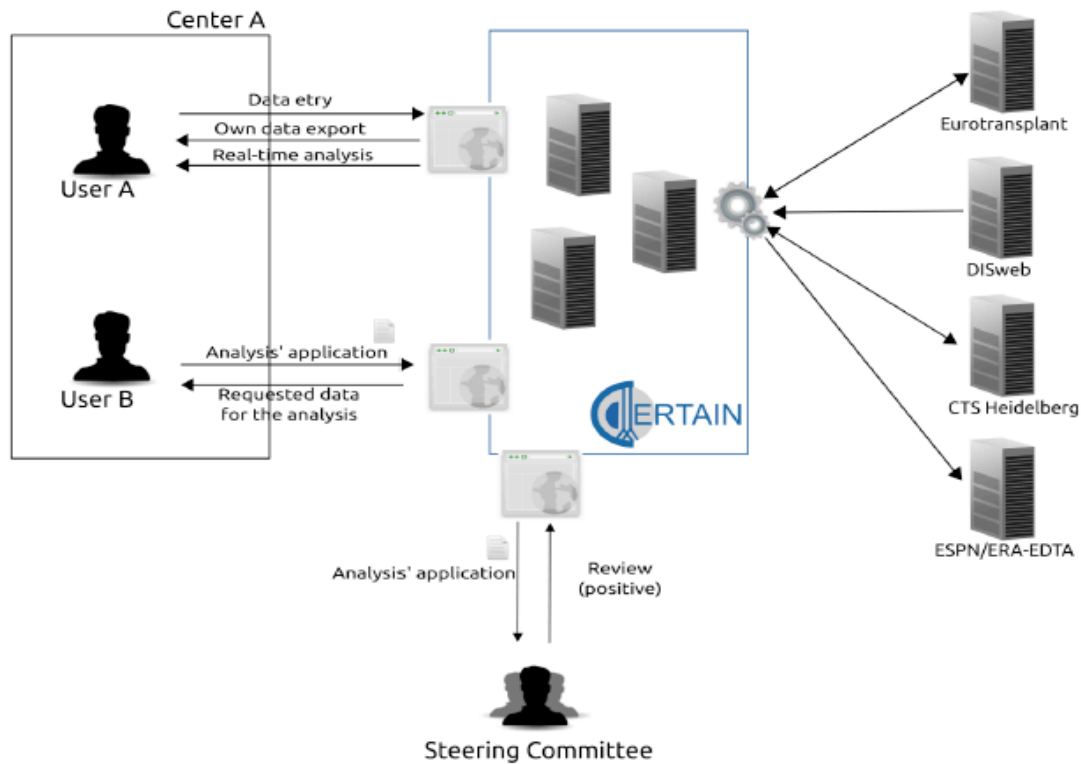 Center A
Data etry
Own data export
Real-time analysis
User A
Analysis' application
Requested data
for the analysis
User B
CERTAIN
Eurotransplant
DISweb
CTS Heidelberg
ESPN/ERA-EDTA
Analysis' application
Review
(positive)
Steering Committee